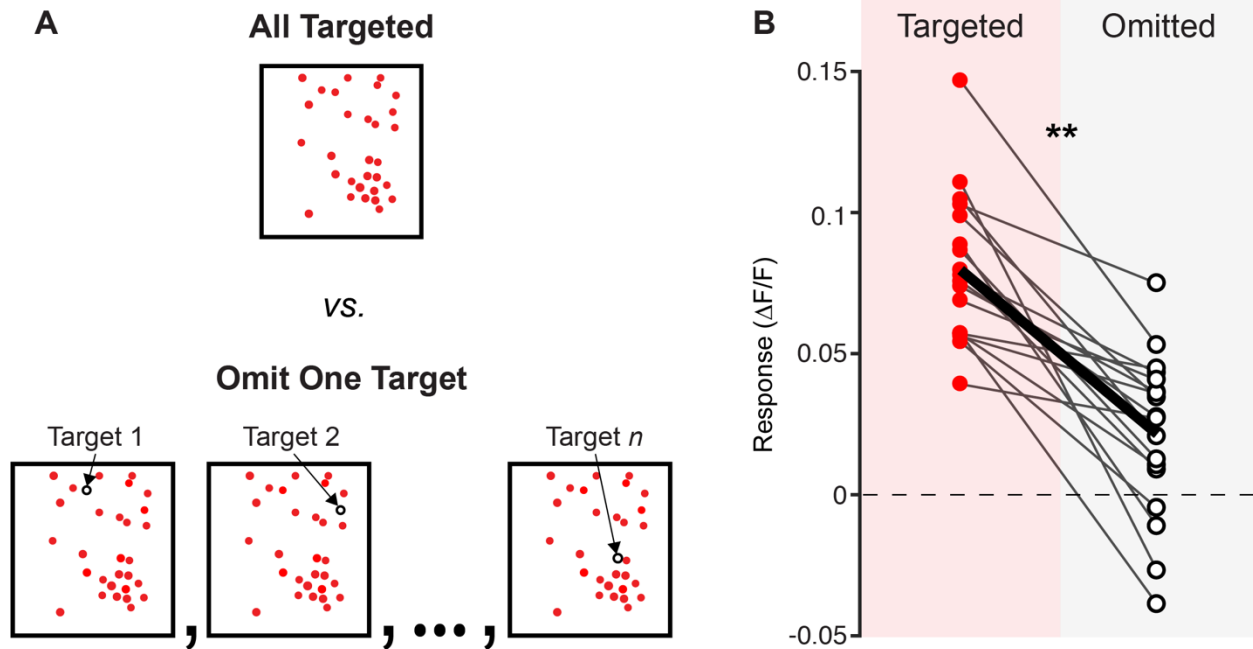 A
All Targeted
vs.
Omit One Target
Target 1
Target 2
Target n
, , ... ,
B
Targeted
Omitted
**
Response (ΔF/F)
0.15
0.1
0.05
0
-0.05